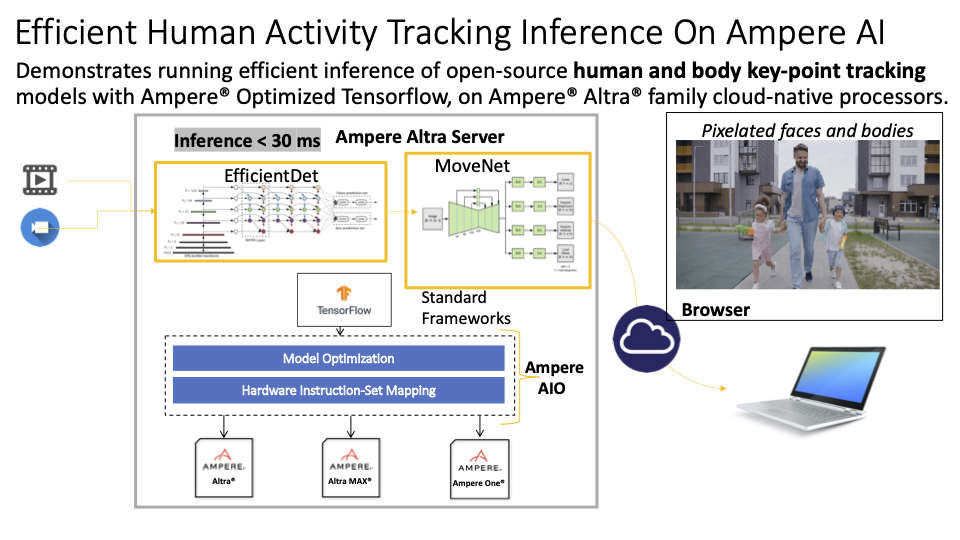 Efficient Human Activity Tracking Inference On Ampere AI
Demonstrates running efficient inference of open-source human and body key-point tracking
models with Ampere® Optimized Tensorflow, on Ampere® Altra® family cloud-native processors.
Inference < 30 ms
Ampere Altra Server
EfficientDet
MoveNet
TensorFlow
Standard
Frameworks
Model Optimization
Hardware Instruction-Set Mapping
Ampere
AIO
AMPERE
Altra®
AMPERE
Altra MAX®
AMPERE
Ampere One®
Pixelated faces and bodies
Browser